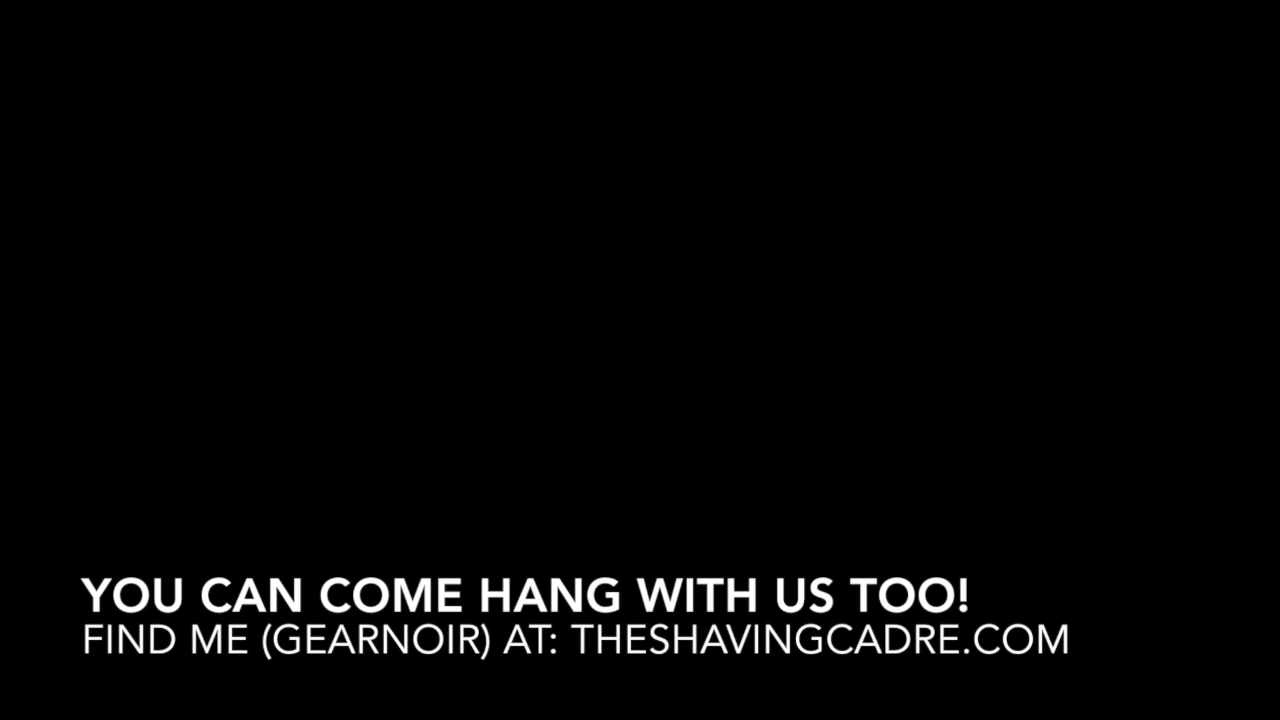 YOU CAN COME HANG WITH US TOO!
FIND ME (GEARNOIR) AT: THESHAVINGCADRE.COM